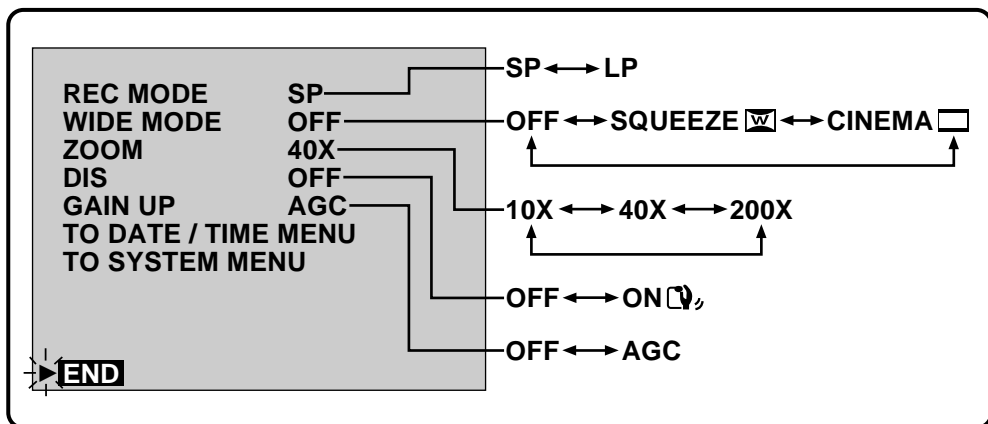 REC MODE SP
WIDE MODE OFF
ZOOM 40X
DIS OFF
GAIN UP AGC
TO DATE / TIME MENU
TO SYSTEM MENU
END
SP LP
OFF SQUEEZE W CINEMA
10X 40X 200X
OFF ON
OFF AGC